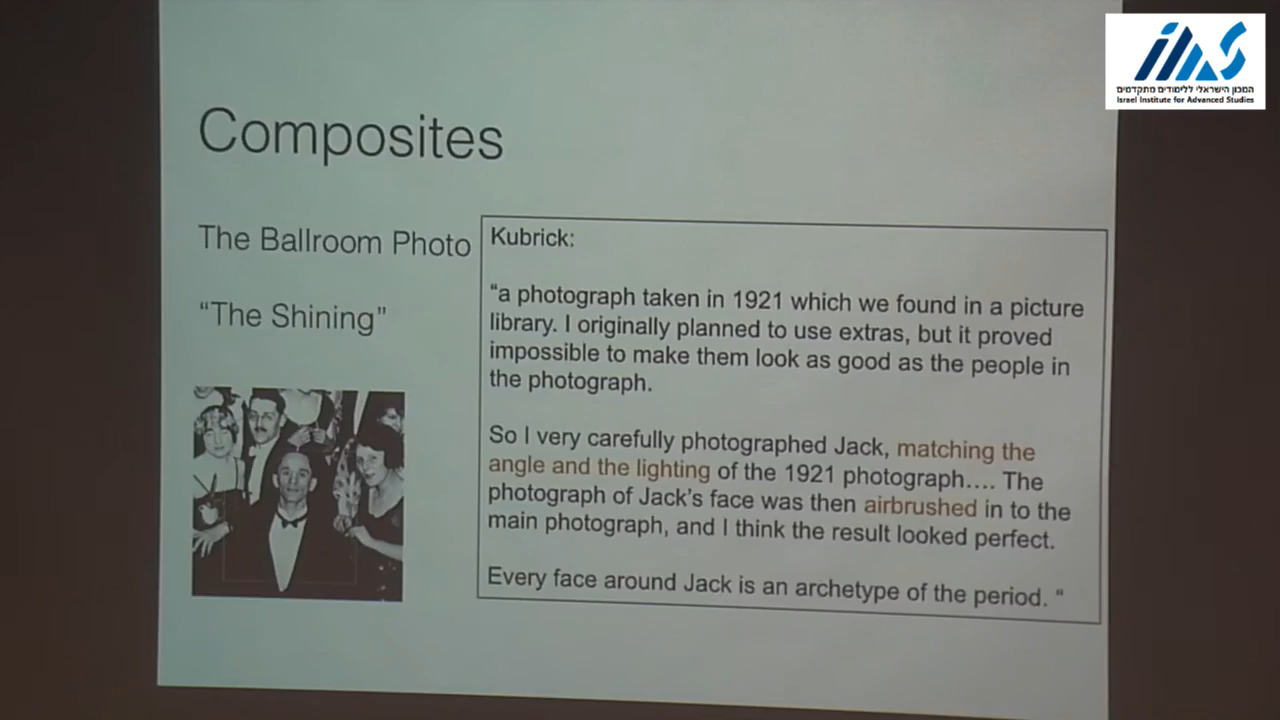 המכון הישראלי ללימודים מתקדמים
Israel Institute for Advanced Studies
Composites
The Ballroom Photo
“The Shining”
Kubrick:
“a photograph taken in 1921 which we found in a picture
library. I originally planned to use extras, but it proved
impossible to make them look as good as the people in
the photograph.
So I very carefully photographed Jack, matching the
angle and the lighting of the 1921 photograph.... The
photograph of Jack's face was then airbrushed in to the
main photograph, and I think the result looked perfect.
Every face around Jack is an archetype of the period. “